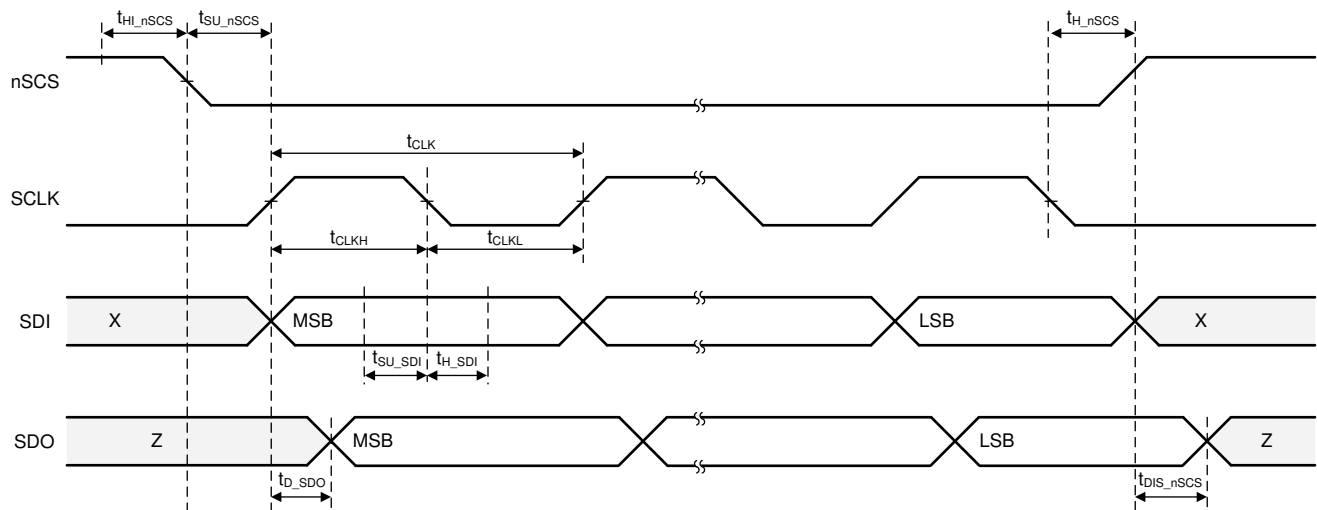 tHI_nSCS tSU_nSCS tH_nSCS
nSCS
tCLK
SCLK
tCLKH tCLKL
SDI X MSB LSB X
tSU_SDI tH_SDI
SDO Z MSB LSB Z
tD_SDO tDIS_nSCS